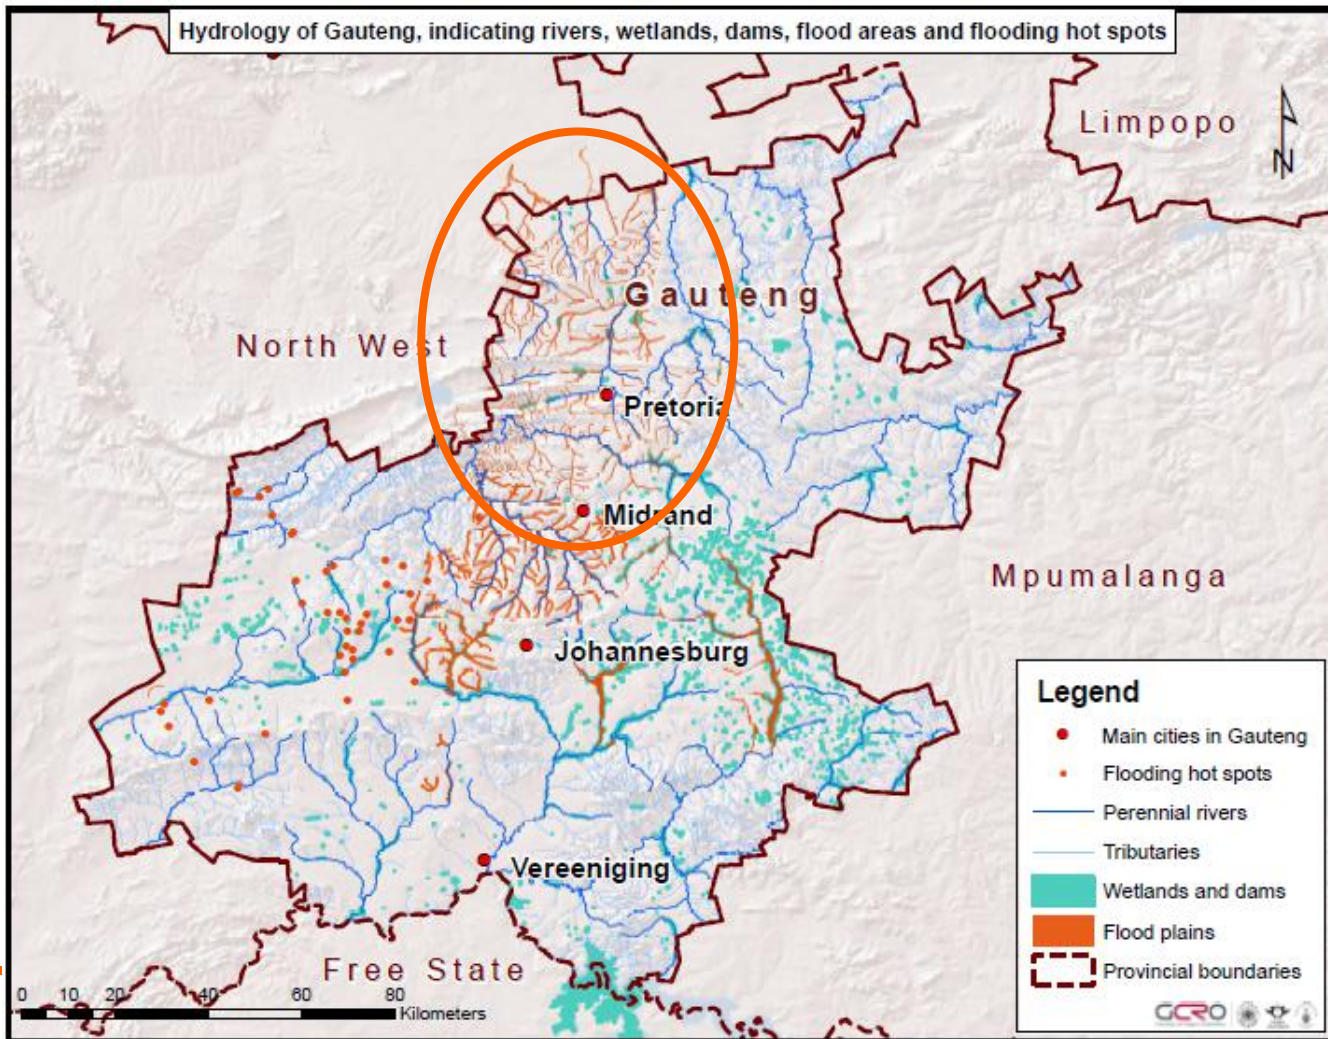 Hydrology of Gauteng, indicating rivers, wetlands, dams, flood areas and flooding hot spots
Limpopo
N
Gauteng
North West
Pretoria
Midrand
Mpumalanga
Johannesburg
Vereeniging
Free State
0 10 20 40 60 80
Kilometers
Legend
Main cities in Gauteng
Flooding hot spots
Perennial rivers
Tributaries
Wetlands and dams
Flood plains
Provincial boundaries
GCRO